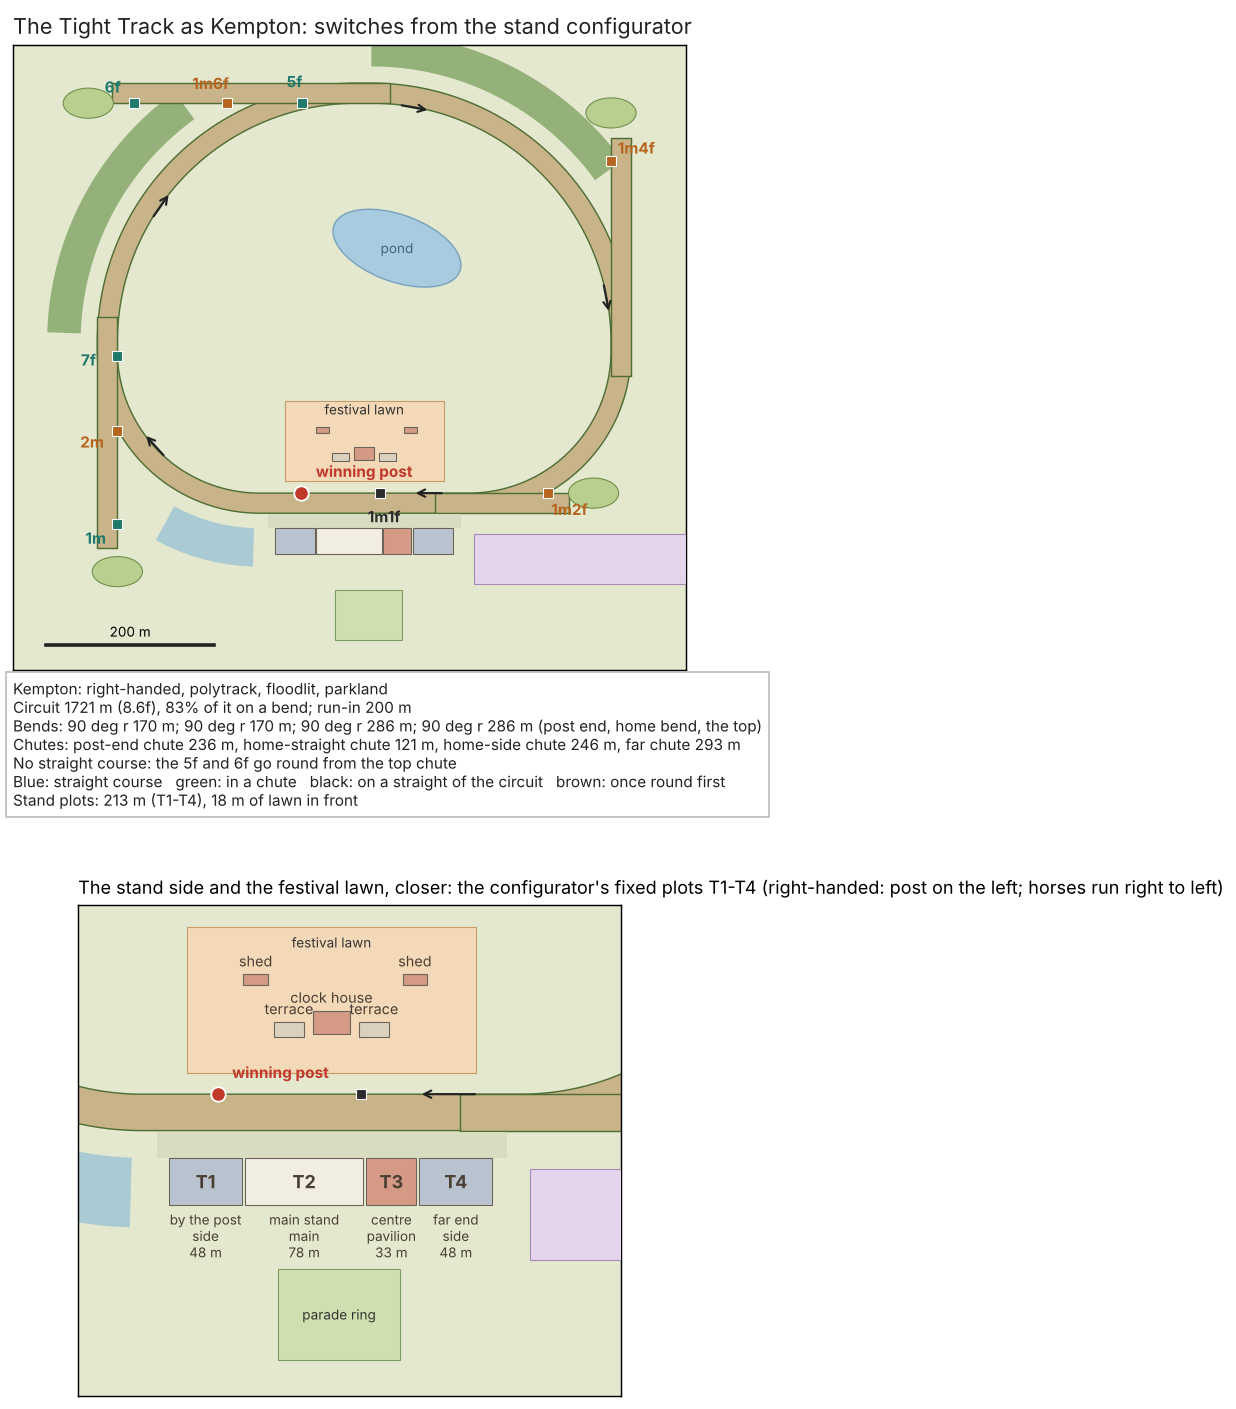 The Tight Track as Kempton: switches from the stand configurator
6f
1m6f
5f
1m4f
pond
7f
festival lawn
2m
winning post
1m1f
1m2f
1m
200 m
Kempton: right-handed, polytrack, floodlit, parkland
Circuit 1721 m (8.6f), 83% of it on a bend; run-in 200 m
Bends: 90 deg r 170 m; 90 deg r 170 m; 90 deg r 286 m; 90 deg r 286 m (post end, home bend, the top)
Chutes: post-end chute 236 m, home-straight chute 121 m, home-side chute 246 m, far chute 293 m
No straight course: the 5f and 6f go round from the top chute
Blue: straight course   green: in a chute   black: on a straight of the circuit   brown: once round first
Stand plots: 213 m (T1-T4), 18 m of lawn in front
The stand side and the festival lawn, closer: the configurator's fixed plots T1-T4 (right-handed: post on the left; horses run right to left)
festival lawn
shed
shed
clock house
terrace
terrace
winning post
T1
T2
T3
T4
by the post
side
48 m
main stand
main
78 m
centre
pavilion
33 m
far end
side
48 m
parade ring